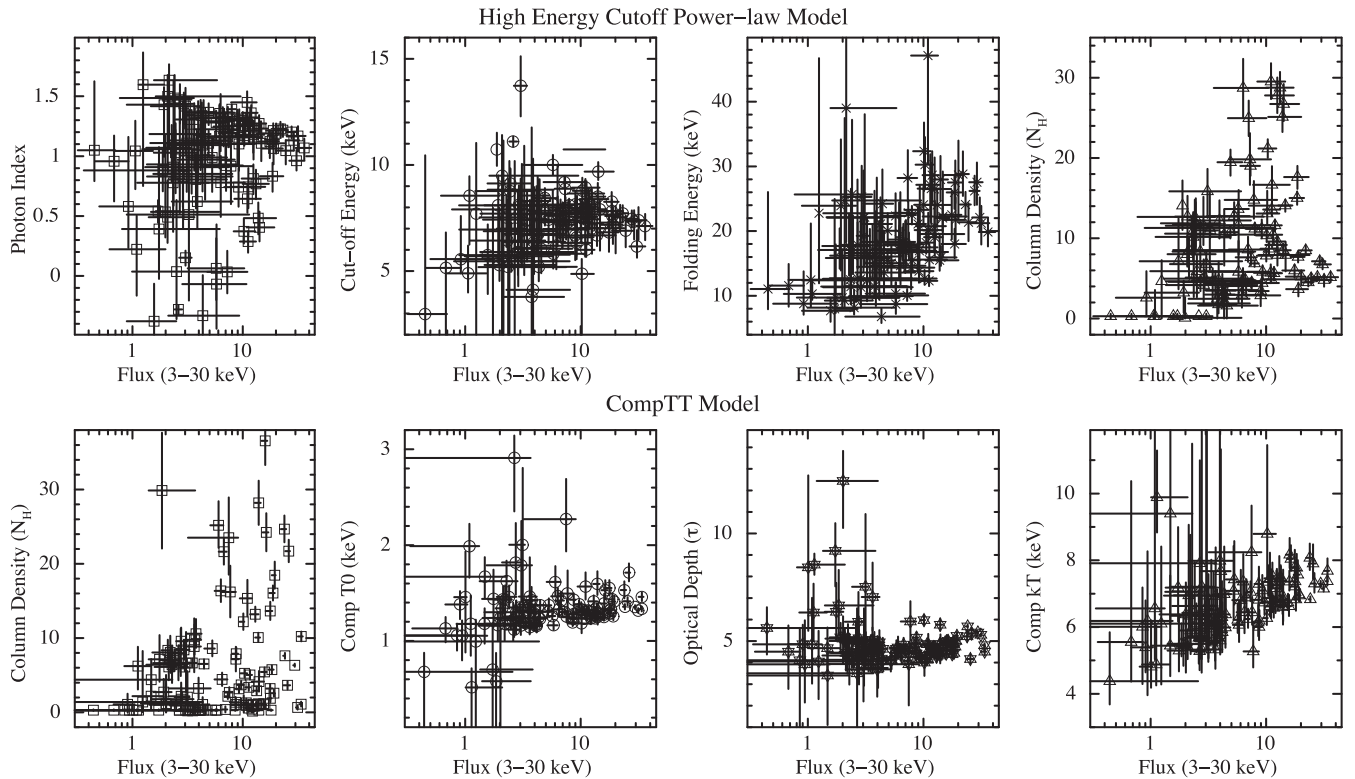 High Energy Cutoff Power−law Model
Photon Index
1.5
1
0.5
0
1
10
Flux (3−30 keV)
Cut−off Energy (keV)
15
10
5
1
10
Flux (3−30 keV)
Folding Energy (keV)
40
30
20
10
1
10
Flux (3−30 keV)
Column Density (N_H)
30
20
10
0
1
10
Flux (3−30 keV)
CompTT Model
Column Density (N_H)
30
20
10
0
1
10
Flux (3−30 keV)
Comp T0 (keV)
3
2
1
1
10
Flux (3−30 keV)
Optical Depth (τ)
10
5
1
10
Flux (3−30 keV)
Comp kT (keV)
10
8
6
4
1
10
Flux (3−30 keV)